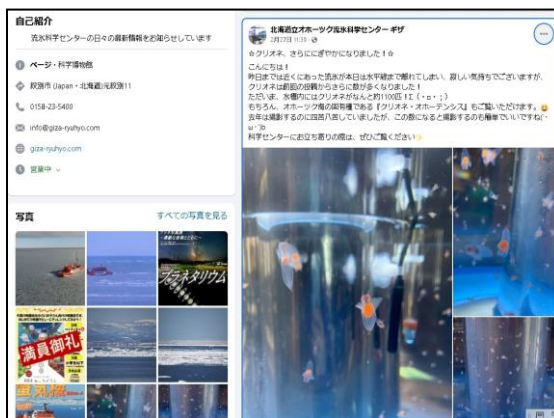 自己紹介
流氷科学センターの日々の最新情報をお知らせしています
ページ・科学博物館
紋別市 (Japan・北海道)元紋別11
0158-23-5400
info@giza-ryuhyo.com
giza-ryuhyo.com
営業中
写真
すべての写真を見る
プラネタリウム
満員御礼
北海道立オホーツク流氷科学センター ギザ
2月27日 11:30
☆クリオネ、さらににぎやかになりました！☆
こんにちは！
昨日までは近くにあった流氷が本日は水平線まで離れてしまい、寂しい気持ちでございますが、
クリオネは前回の投稿からさらに数が多くなりました！
ただいま、水槽内にはクリオネがなんと約1100匹！Σ (・ロ・；)
もちろん、オホーツク海の固有種である『クリオネ・オホーテンシス』もご覧いただけます。
去年は撮影するのに四苦八苦していましたが、この数になると撮影するのも簡単でいいですね(´・
ω・`)b
科学センターにお立ち寄りの際は、ぜひご覧ください